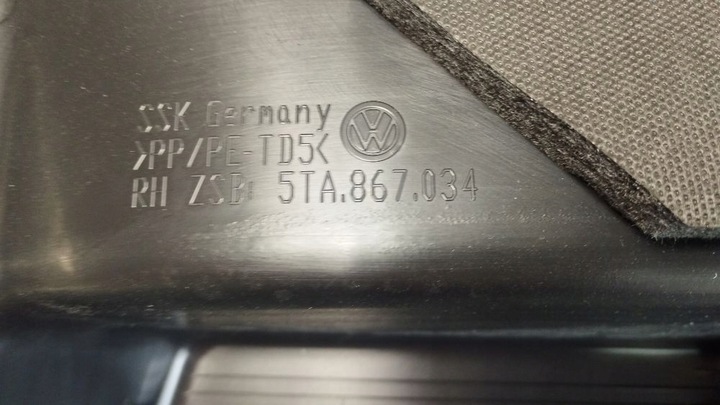 SSK Germany
>PP/PE-TD5<
RH ZSB: 5TA.867.034